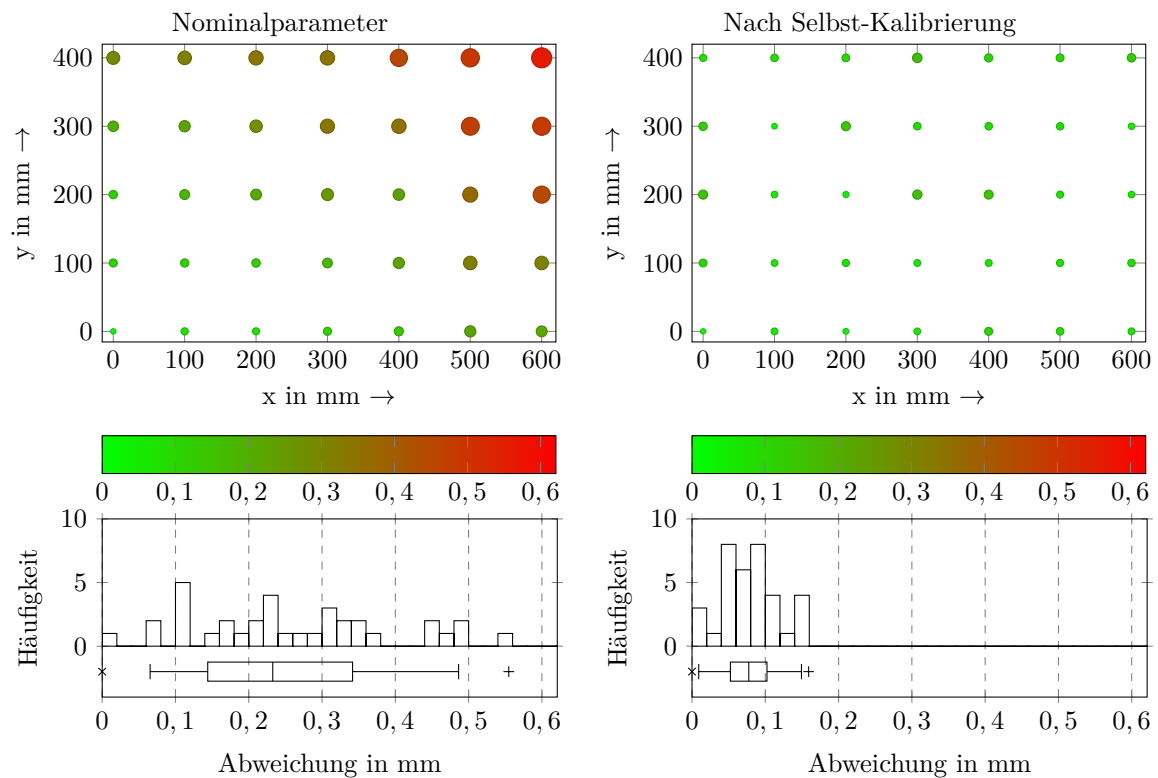 Nominalparameter
400
300
200
100
0
y in mm →
0 100 200 300 400 500 600
x in mm →
0 0,1 0,2 0,3 0,4 0,5 0,6
10
5
0
Häufigkeit
0 0,1 0,2 0,3 0,4 0,5 0,6
Abweichung in mm
Nach Selbst-Kalibrierung
400
300
200
100
0
y in mm →
0 100 200 300 400 500 600
x in mm →
0 0,1 0,2 0,3 0,4 0,5 0,6
10
5
0
Häufigkeit
0 0,1 0,2 0,3 0,4 0,5 0,6
Abweichung in mm